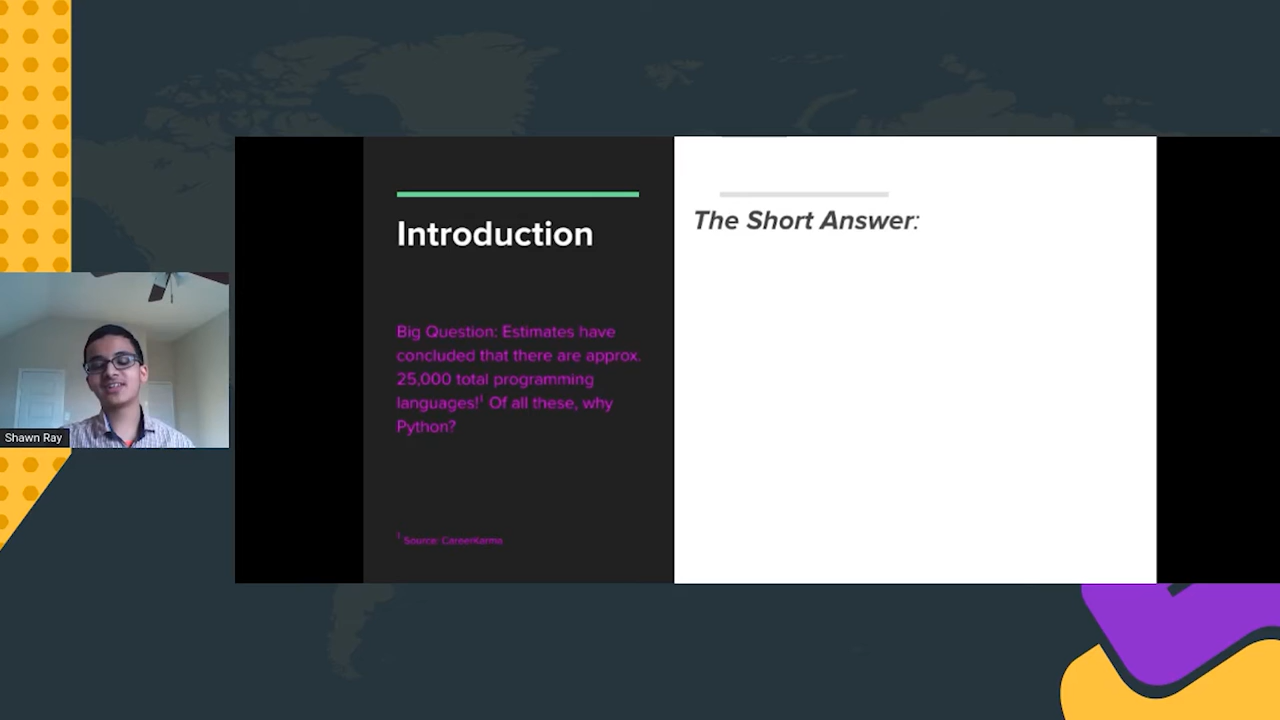 Introduction
Big Question: Estimates have
concluded that there are approx.
25,000 total programming
languages!¹ Of all these, why
Python?
¹ Source: CareerKarma
The Short Answer:
Shawn Ray